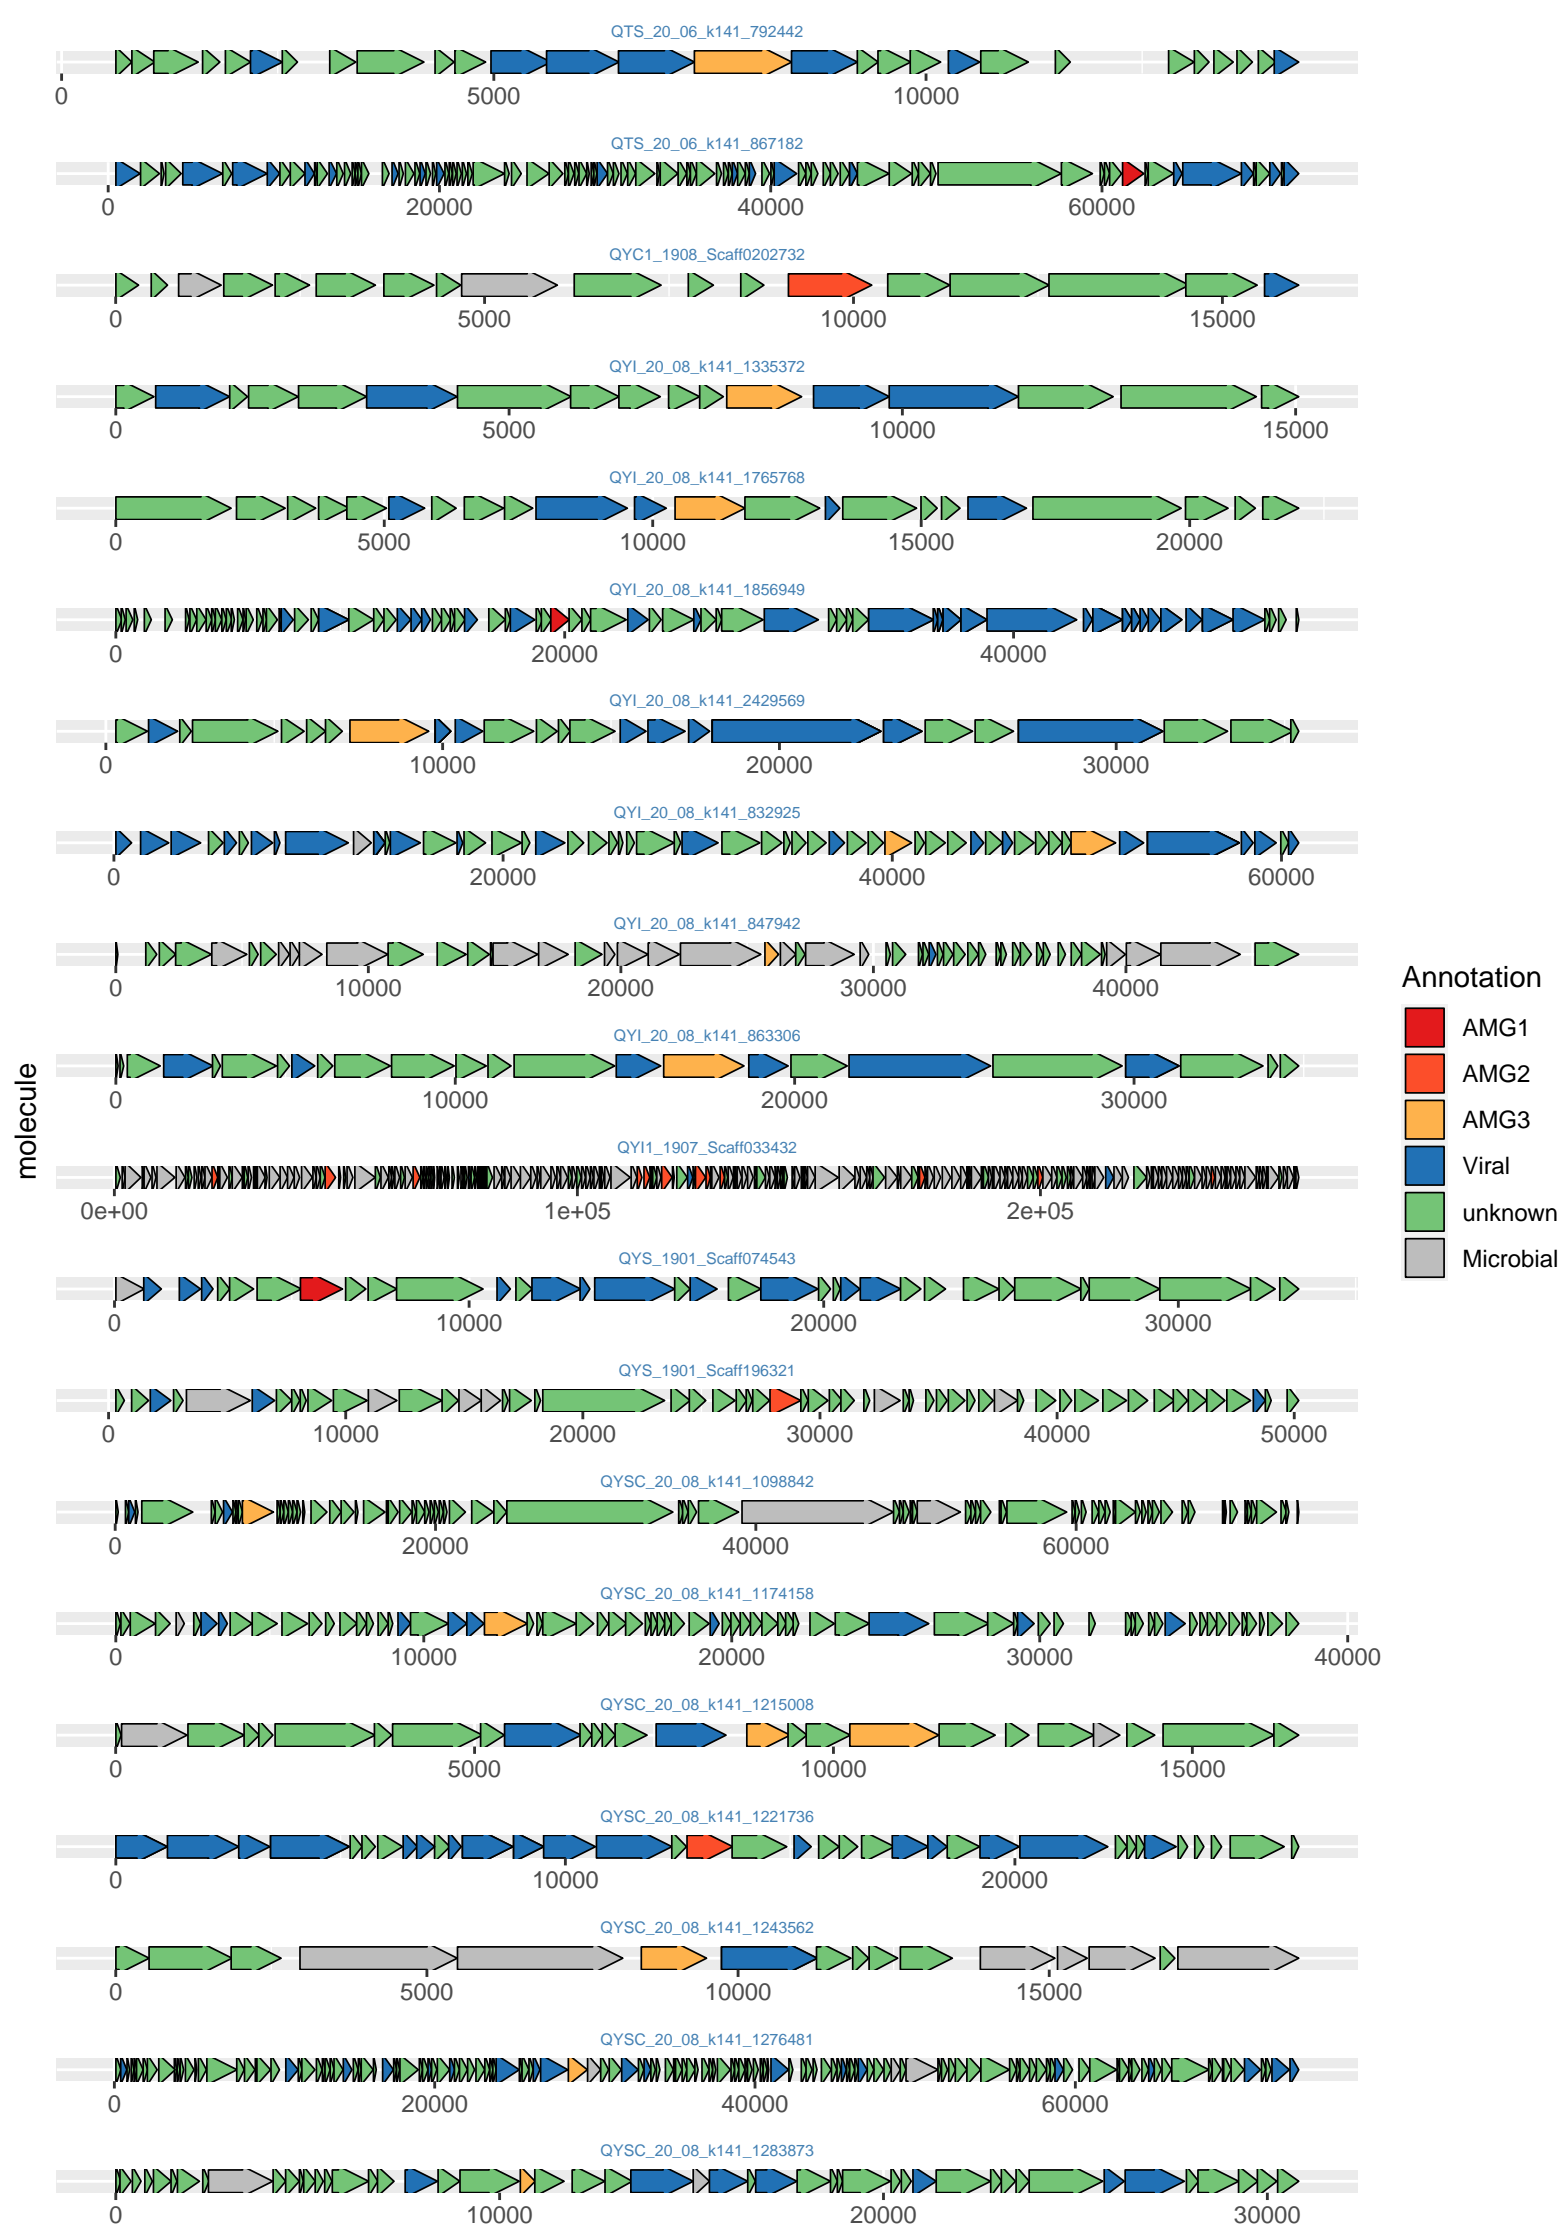 QTS_20_06_k141_792442
0 5000 10000
QTS_20_06_k141_867182
0 20000 40000 60000
QYC1_1908_Scaff0202732
0 5000 10000 15000
QYI_20_08_k141_1335372
0 5000 10000 15000
QYI_20_08_k141_1765768
0 5000 10000 15000 20000
QYI_20_08_k141_1856949
0 20000 40000
QYI_20_08_k141_2429569
0 10000 20000 30000
QYI_20_08_k141_832925
0 20000 40000 60000
QYI_20_08_k141_847942
0 10000 20000 30000 40000
QYI_20_08_k141_863306
0 10000 20000 30000
QYI1_1907_Scaff033432
0e+00 1e+05 2e+05
QYS_1901_Scaff074543
0 10000 20000 30000
QYS_1901_Scaff196321
0 10000 20000 30000 40000 50000
QYSC_20_08_k141_1098842
0 20000 40000 60000
QYSC_20_08_k141_1174158
0 10000 20000 30000 40000
QYSC_20_08_k141_1215008
0 5000 10000 15000
QYSC_20_08_k141_1221736
0 10000 20000
QYSC_20_08_k141_1243562
0 5000 10000 15000
QYSC_20_08_k141_1276481
0 20000 40000 60000
QYSC_20_08_k141_1283873
0 10000 20000 30000
molecule
Annotation
AMG1
AMG2
AMG3
Viral
unknown
Microbial